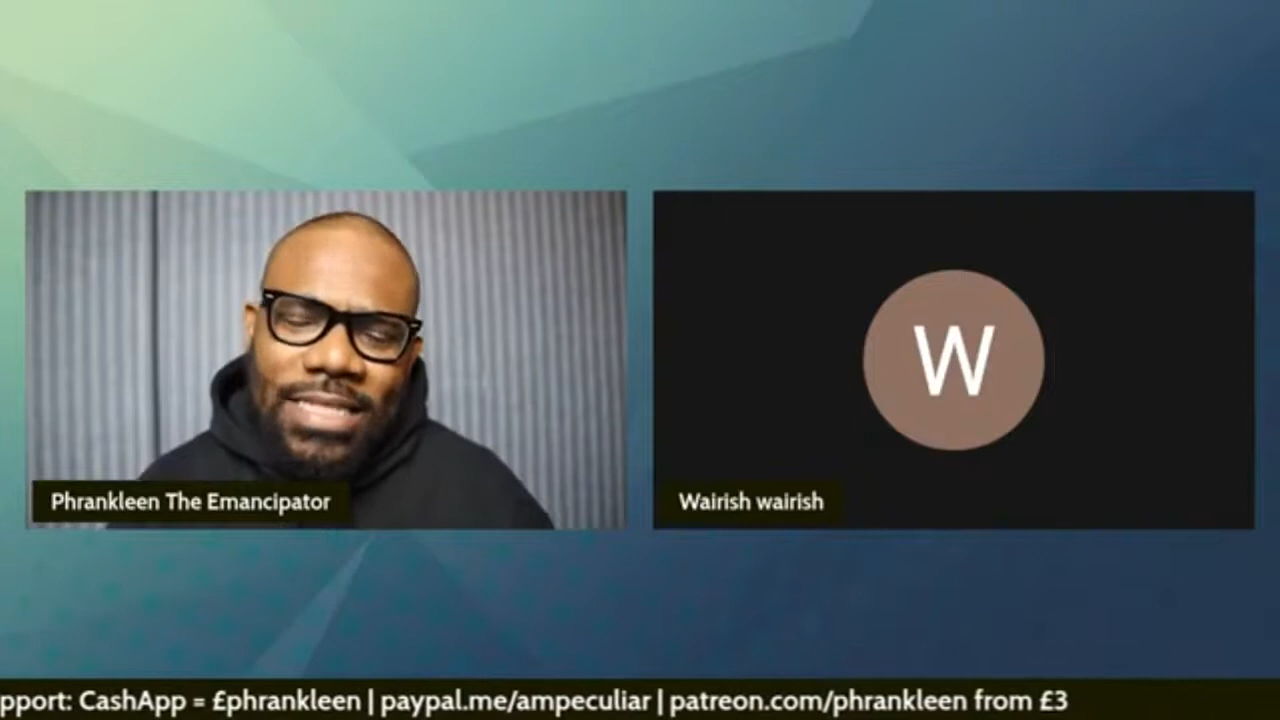 W
Phrankleen The Emancipator
Wairish wairish
pport: CashApp = £phrankleen | paypal.me/ampeculiar | patreon.com/phrankleen from £3